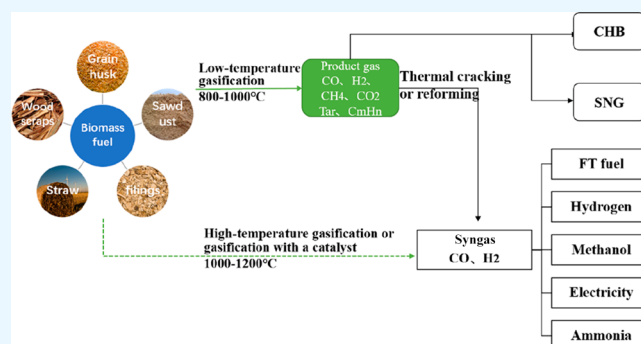 Grain
husk
Wood
scraps
Sawd
ust
Biomass
fuel
Straw
filings
Low-temperature
gasification
800-1000℃
Product gas
CO、H2、
CH4、CO2
Tar、CmHn
Thermal cracking
or reforming
CHB
SNG
High-temperature gasification or
gasification with a catalyst
1000-1200℃
Syngas
CO、H2
FT fuel
Hydrogen
Methanol
Electricity
Ammonia